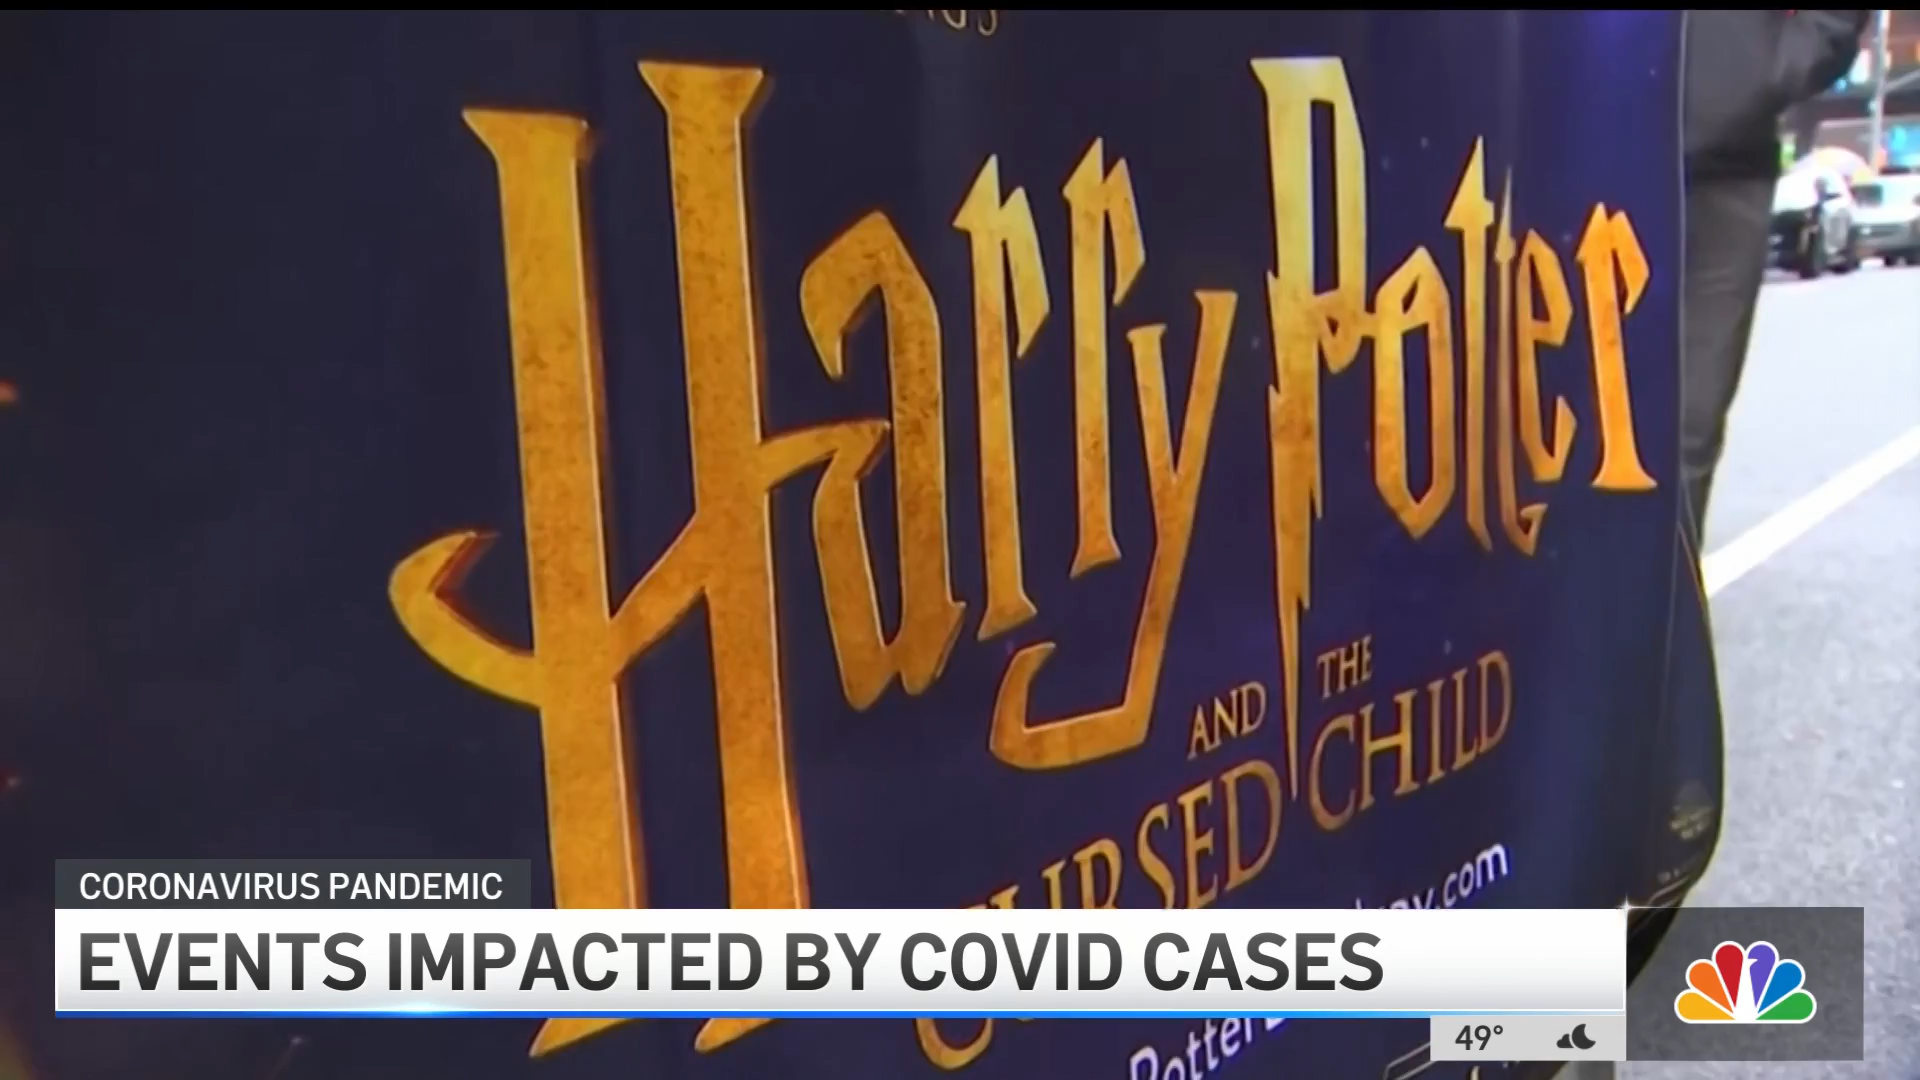 Harry Potter
AND THE
CURSED CHILD
CORONAVIRUS PANDEMIC
EVENTS IMPACTED BY COVID CASES
49°